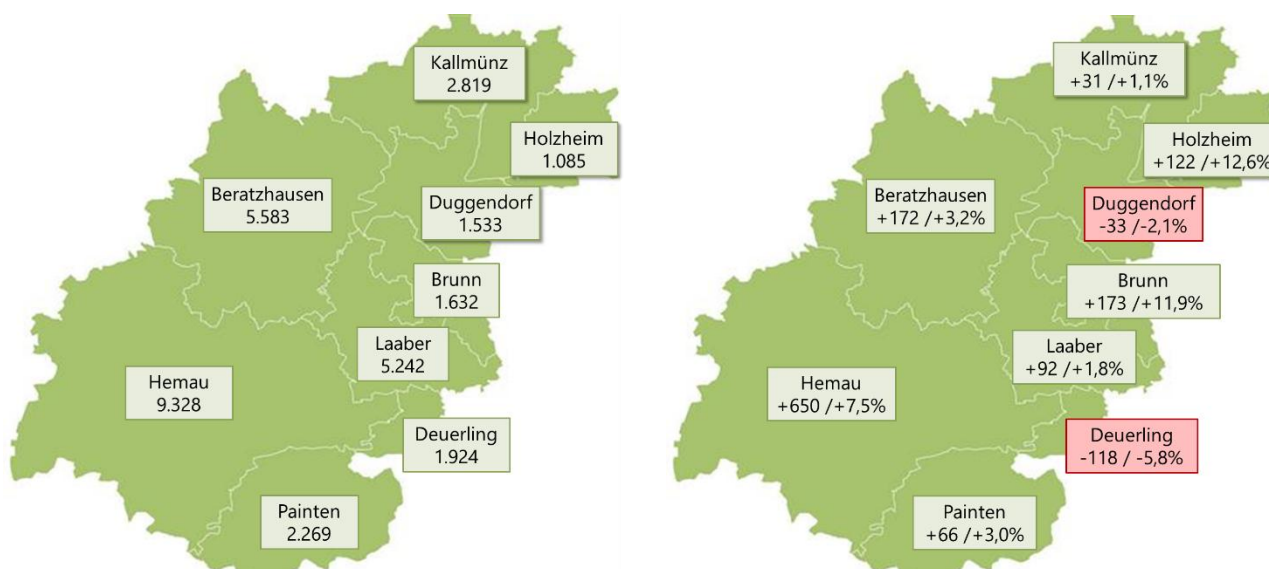 Kallmünz
2.819
Holzheim
1.085
Beratzhausen
5.583
Duggendorf
1.533
Brunn
1.632
Laaber
5.242
Hemau
9.328
Deuerling
1.924
Painten
2.269
Kallmünz
+31 /+1,1%
Holzheim
+122 /+12,6%
Beratzhausen
+172 /+3,2%
Duggendorf
-33 /-2,1%
Brunn
+173 /+11,9%
Laaber
+92 /+1,8%
Hemau
+650 /+7,5%
Deuerling
-118 / -5,8%
Painten
+66 /+3,0%